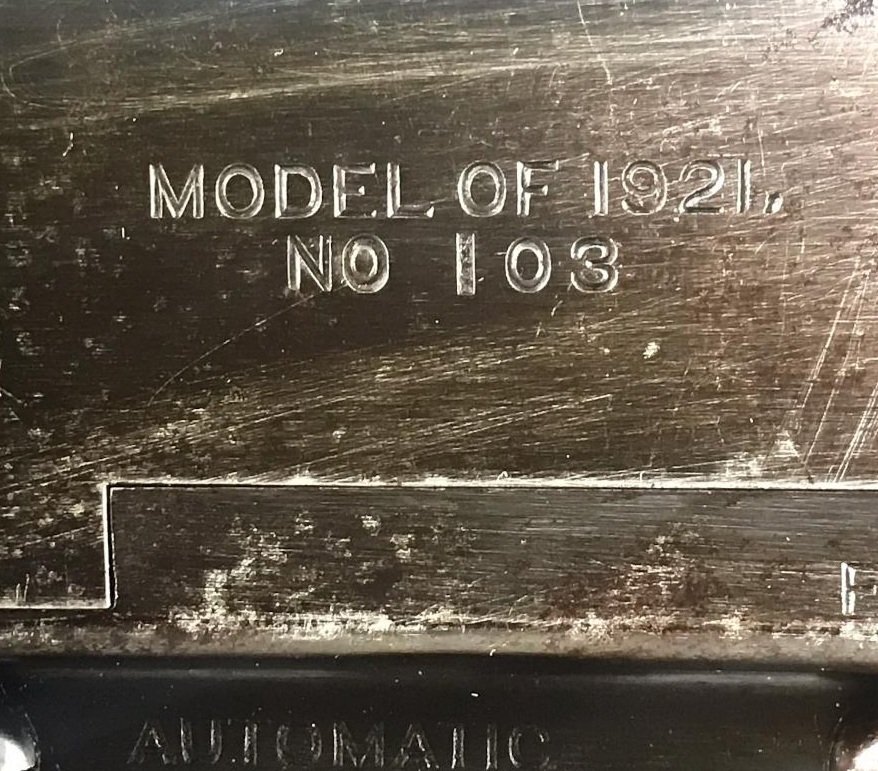 MODEL OF 1921,
NO 103
F
AUTOMATIC